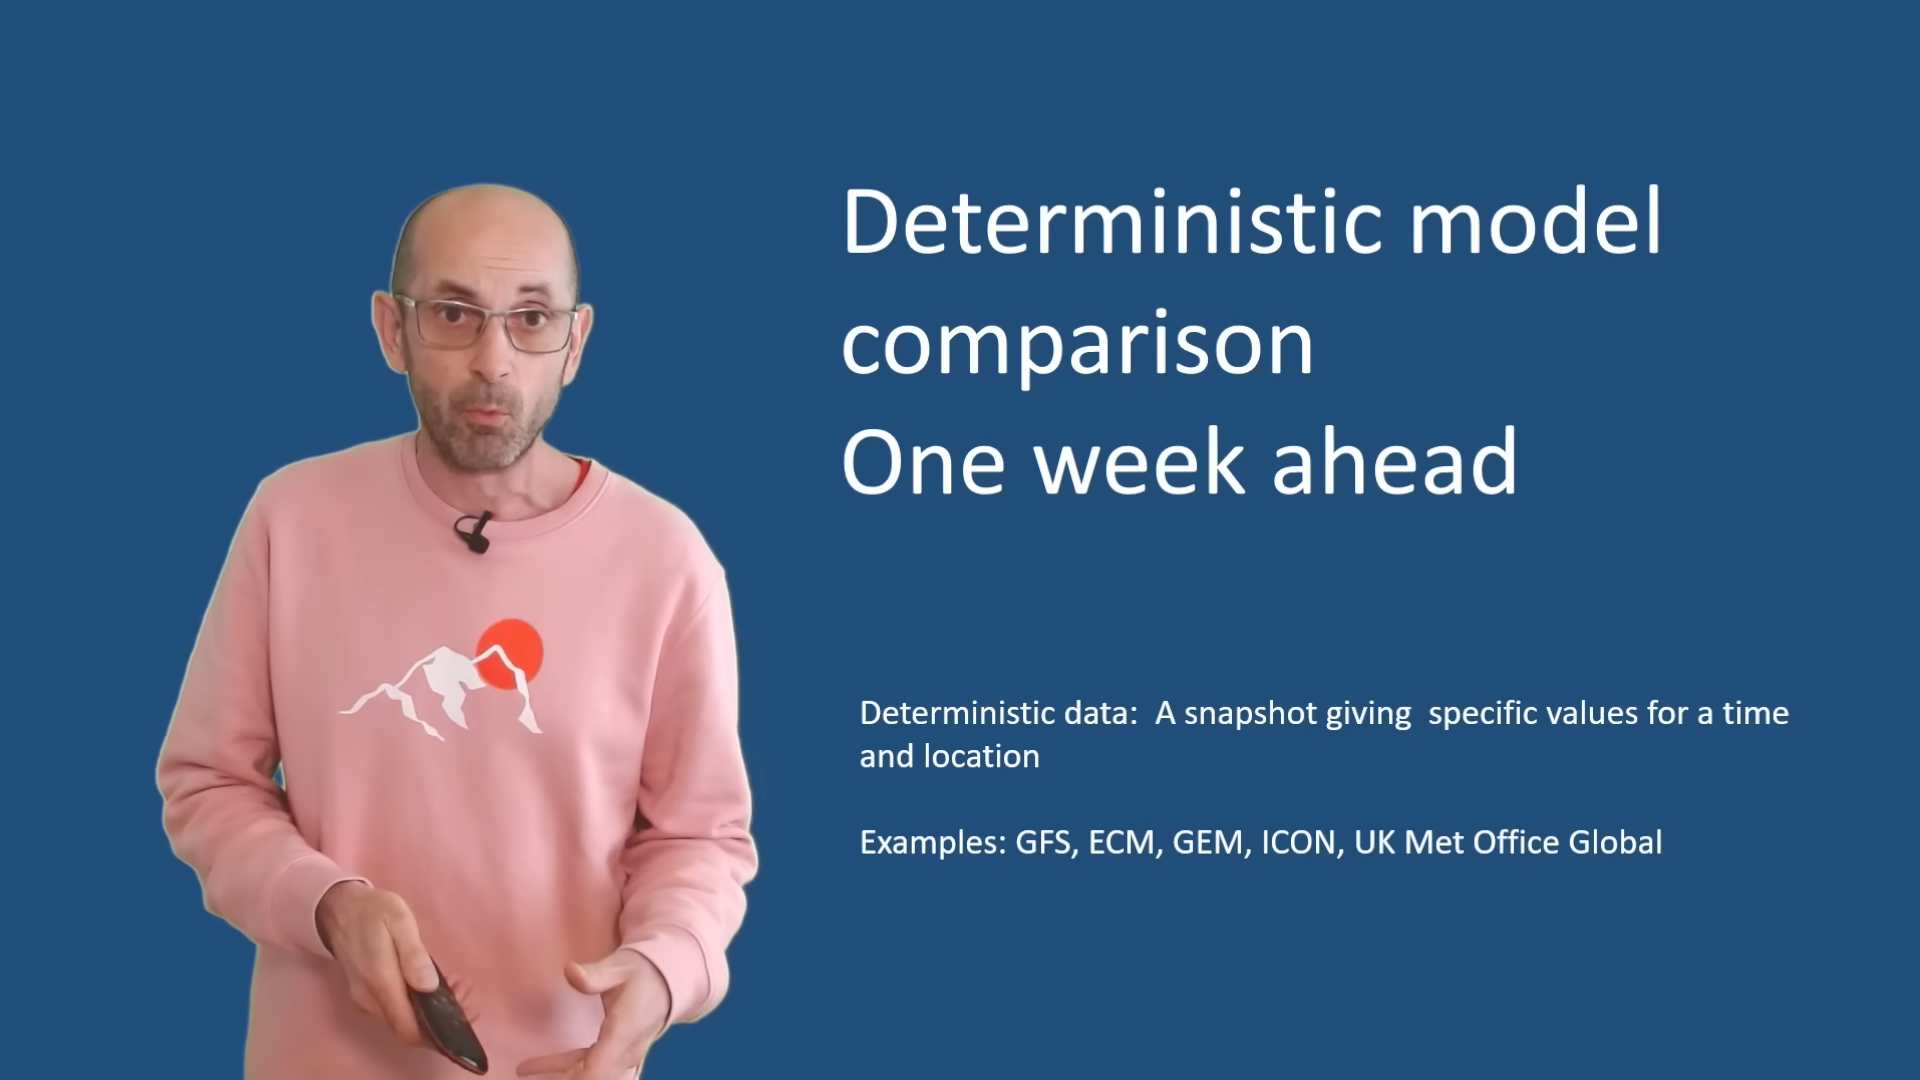 Deterministic model
comparison
One week ahead
Deterministic data:  A snapshot giving  specific values for a time
and location
Examples: GFS, ECM, GEM, ICON, UK Met Office Global